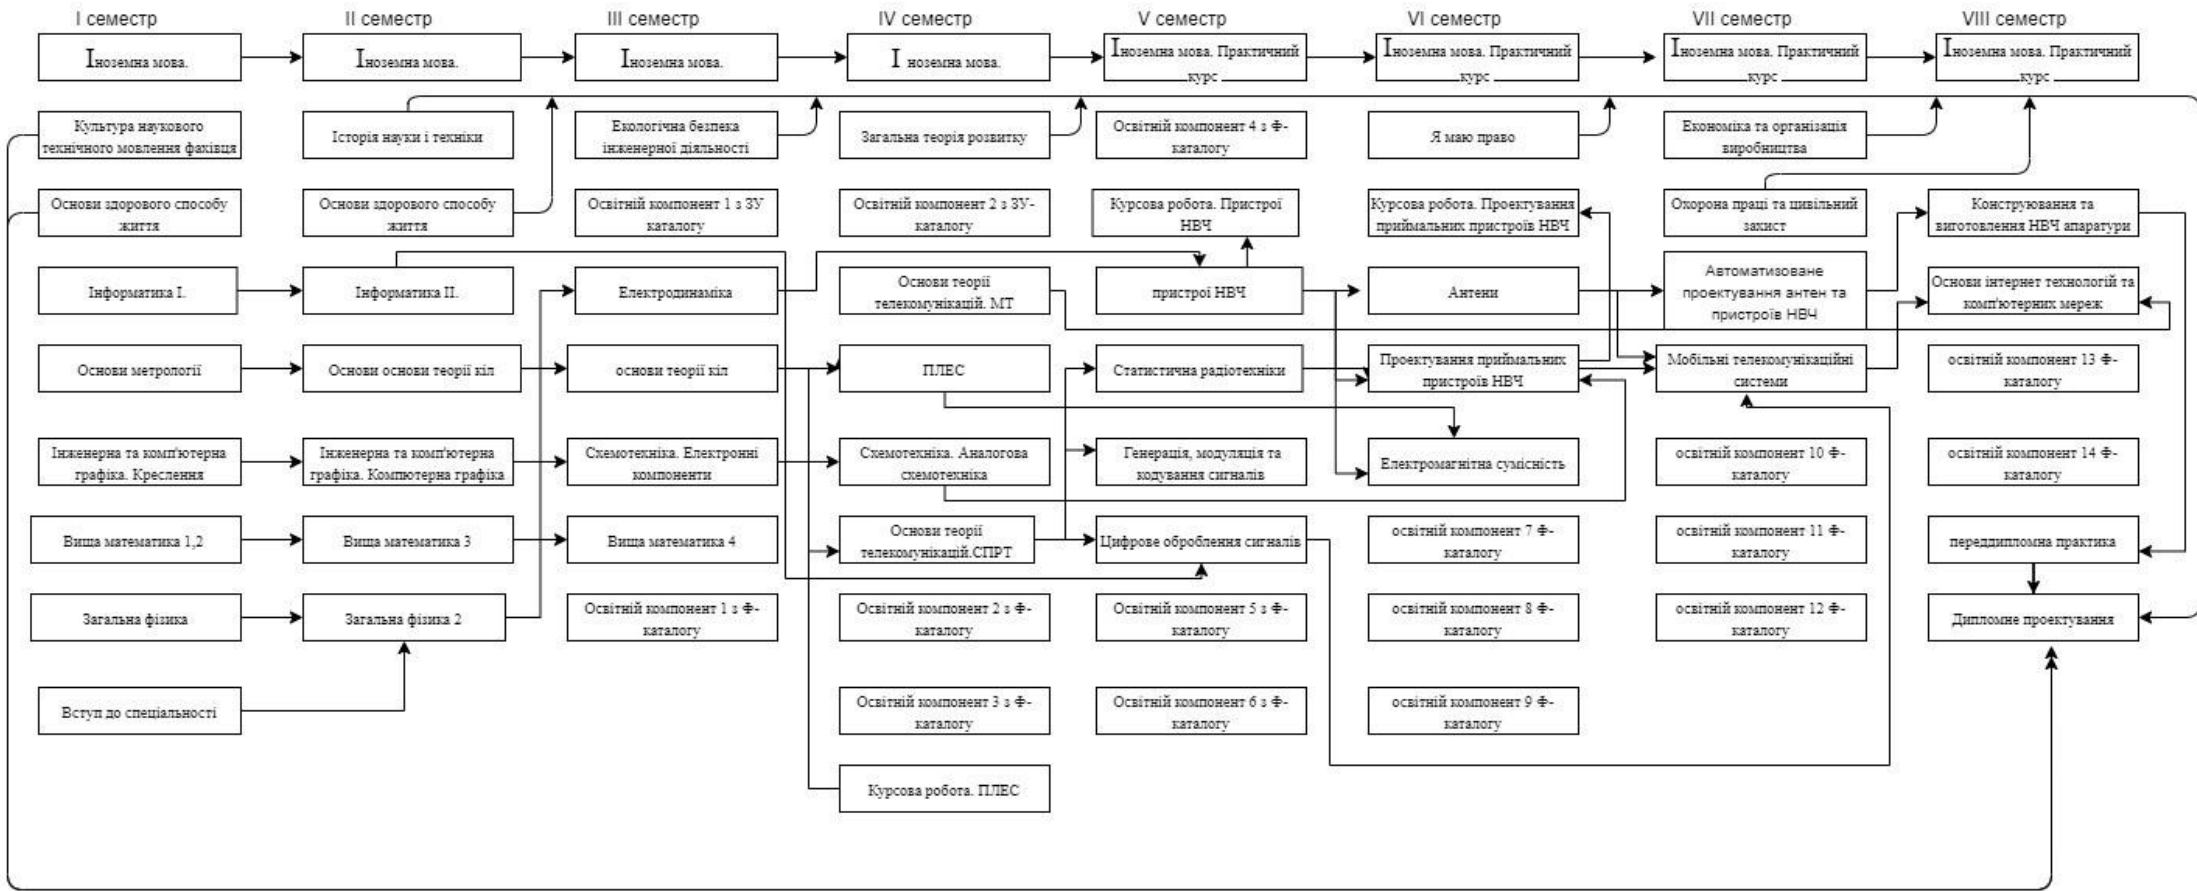 I семестр
II семестр
III семестр
IV семестр
V семестр
VI семестр
VII семестр
VIII семестр
Іноземна мова.
Іноземна мова.
Іноземна мова.
І ноземна мова.
Іноземна мова. Практичний
курс
Іноземна мова. Практичний
курс
Іноземна мова. Практичний
курс
Іноземна мова. Практичний
курс
Культура наукового
технічного мовлення фахівця
Історія науки і техніки
Екологічна безпека
інженерної діяльності
Загальна теорія розвитку
Освітній компонент 4 з Ф-
каталогу
Я маю право
Економіка та організація
виробництва
Основи здорового способу
життя
Основи здорового способу
життя
Освітній компонент 1 з ЗУ
каталогу
Освітній компонент 2 з ЗУ-
каталогу
Курсова робота. Пристрої
НВЧ
Курсова робота. Проектування
приймальних пристроїв НВЧ
Охорона праці та цивільний
захист
Конструювання та
виготовлення НВЧ апаратури
Інформатика І.
Інформатика ІІ.
Електродинаміка
Основи теорії
телекомунікацій. МТ
пристрої НВЧ
Антени
Автоматизоване
проектування антен та
пристроїв НВЧ
Основи інтернет технологій та
комп'ютерних мереж
Основи метрології
Основи основи теорії кіл
основи теорії кіл
ПЛЕС
Статистична радіотехніки
Проектування приймальних
пристроїв НВЧ
Мобільні телекомунікаційні
системи
освітній компонент 13 Ф-
каталогу
Інженерна та комп'ютерна
графіка. Креслення
Інженерна та комп'ютерна
графіка. Компютерна графіка
Схемотехніка. Електронні
компоненти
Схемотехніка. Аналогова
схемотехніка
Генерація, модуляція та
кодування сигналів
Електромагнітна сумісність
освітній компонент 10 Ф-
каталогу
освітній компонент 14 Ф-
каталогу
Вища математика 1,2
Вища математика 3
Вища математика 4
Основи теорії
телекомунікацій.СПРТ
Цифрове оброблення сигналів
освітній компонент 7 Ф-
каталогу
освітній компонент 11 Ф-
каталогу
переддипломна практика
Загальна фізика
Загальна фізика 2
Освітній компонент 1 з Ф-
каталогу
Освітній компонент 2 з Ф-
каталогу
Освітній компонент 5 з Ф-
каталогу
освітній компонент 8 Ф-
каталогу
освітній компонент 12 Ф-
каталогу
Дипломне проектування
Вступ до спеціальності
Освітній компонент 3 з Ф-
каталогу
Освітній компонент 6 з Ф-
каталогу
освітній компонент 9 Ф-
каталогу
Курсова робота. ПЛЕС